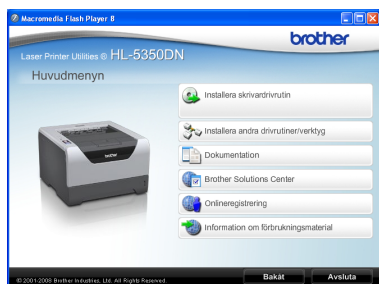 Macromedia Flash Player 8
brother
Laser Printer Utilities ® HL-5350DN
Huvudmenyn
Installera skrivardrivrutin
Installera andra drivrutiner/verktyg
Dokumentation
Brother Solutions Center
Onlineregistrering
Information om förbrukningsmaterial
© 2001-2008 Brother Industries, Ltd. All Rights Reserved.
Bakåt
Avsluta